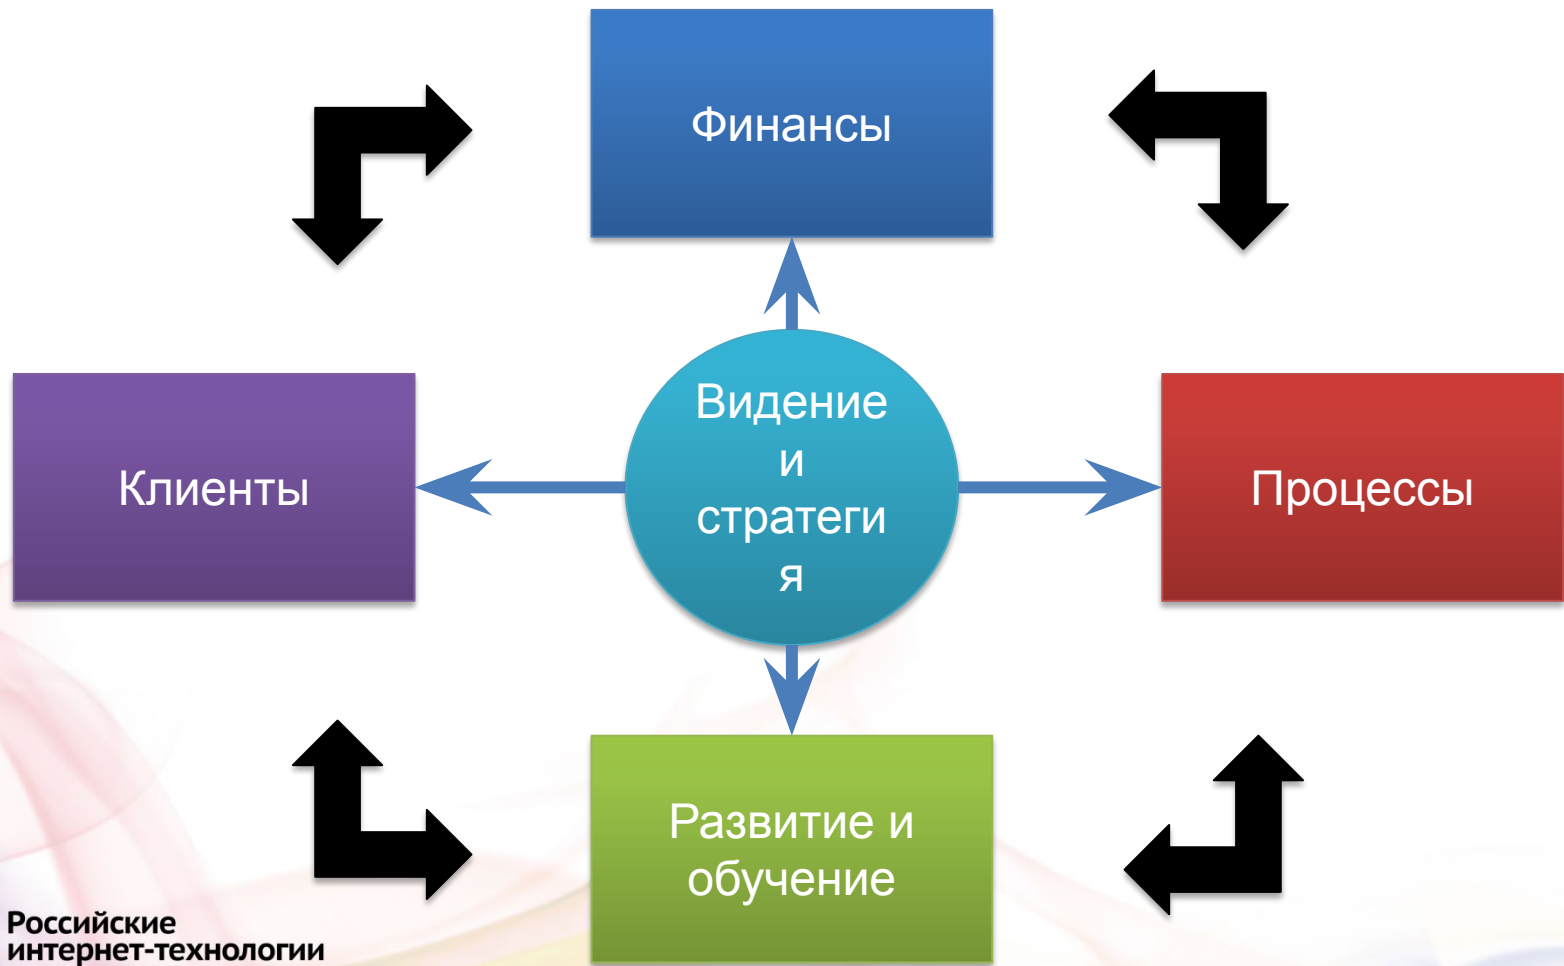 Финансы
Клиенты
Видение
и
стратеги
я
Процессы
Развитие и
обучение
Российские
интернет-технологии